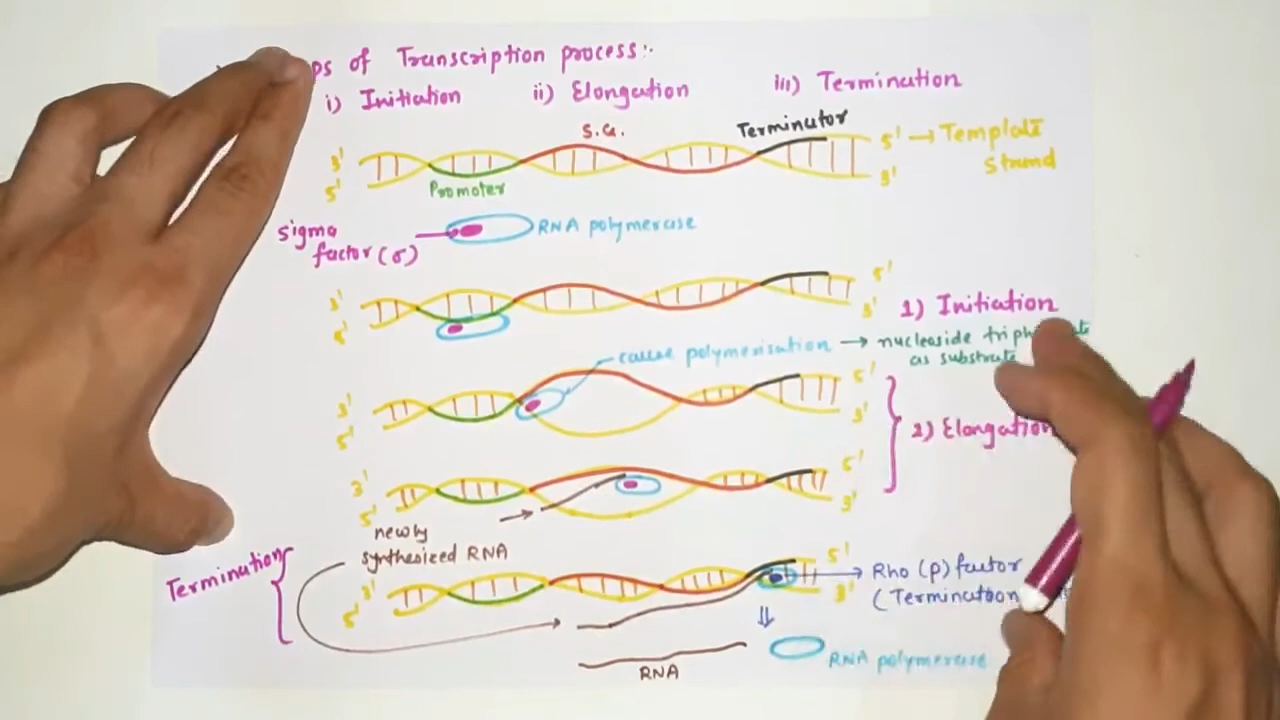 ps of Transcription process:-
i) Initiation ii) Elongation iii) Termination
S.G. Terminator
3' 5' → Template
5' 3' Strand
Promoter
Sigma factor (σ) RNA polymerase
3' 5'
5' 3'
1) Initiation
cause polymerisation → nucleoside triph
as substrate
3' 5'
5' 3'
2) Elongation
3' 5'
5' 3'
newly
synthesized RNA
Termination
3' 5'
5' 3'
Rho (ρ) factor
(Termination
RNA polymerase
RNA